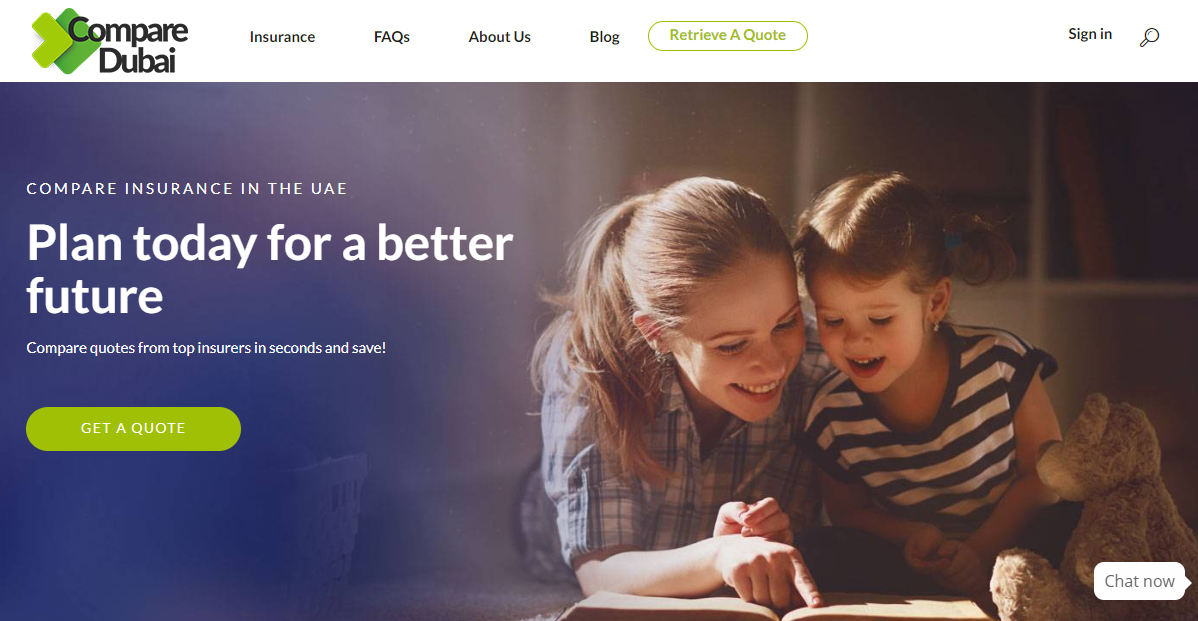 Compare
Dubai
Insurance
FAQs
About Us
Blog
Retrieve A Quote
Sign in
COMPARE INSURANCE IN THE UAE
Plan today for a better
future
Compare quotes from top insurers in seconds and save!
GET A QUOTE
Chat now